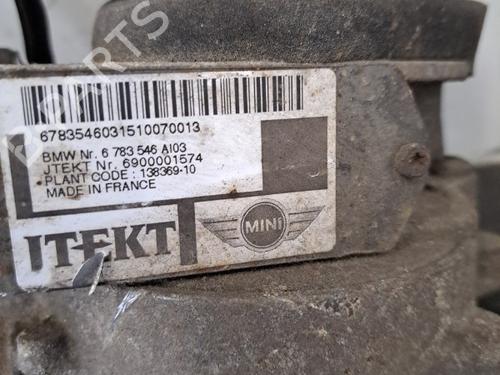 B-PARTS
6783546031510070013
BMW Nr. 6 783 546 AI03
JTEKT Nr. 6900001574
PLANT CODE : 138369-10
MADE IN FRANCE
JTEKT
MINI